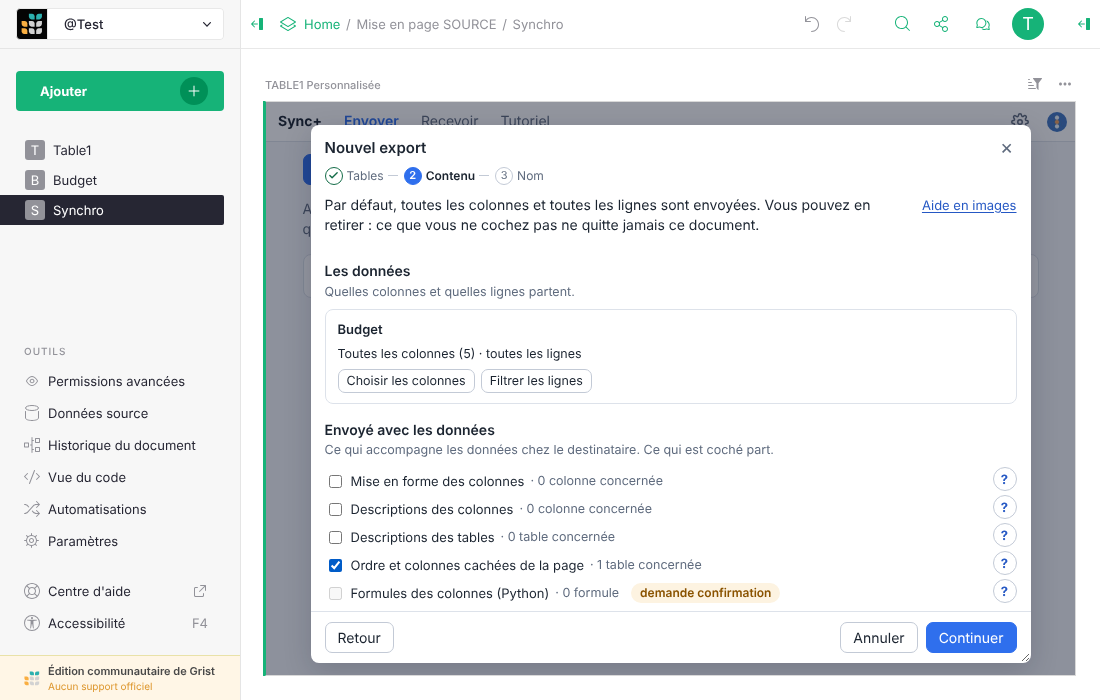 @Test
Home / Mise en page SOURCE / Synchro
T
Ajouter
T Table1
B Budget
S Synchro
OUTILS
Permissions avancées
Données source
Historique du document
Vue du code
Automatisations
Paramètres
Centre d'aide
Accessibilité F4
Édition communautaire de Grist
Aucun support officiel
TABLE1 Personnalisée
Sync+ Envoyer Recevoir Tutoriel
Nouvel export
Tables 2 Contenu 3 Nom
Par défaut, toutes les colonnes et toutes les lignes sont envoyées. Vous pouvez en
retirer : ce que vous ne cochez pas ne quitte jamais ce document.
Aide en images
Les données
Quelles colonnes et quelles lignes partent.
Budget
Toutes les colonnes (5) · toutes les lignes
Choisir les colonnes Filtrer les lignes
Envoyé avec les données
Ce qui accompagne les données chez le destinataire. Ce qui est coché part.
Mise en forme des colonnes · 0 colonne concernée ?
Descriptions des colonnes · 0 colonne concernée ?
Descriptions des tables · 0 table concernée ?
Ordre et colonnes cachées de la page · 1 table concernée ?
Formules des colonnes (Python) · 0 formule demande confirmation ?
Retour Annuler Continuer